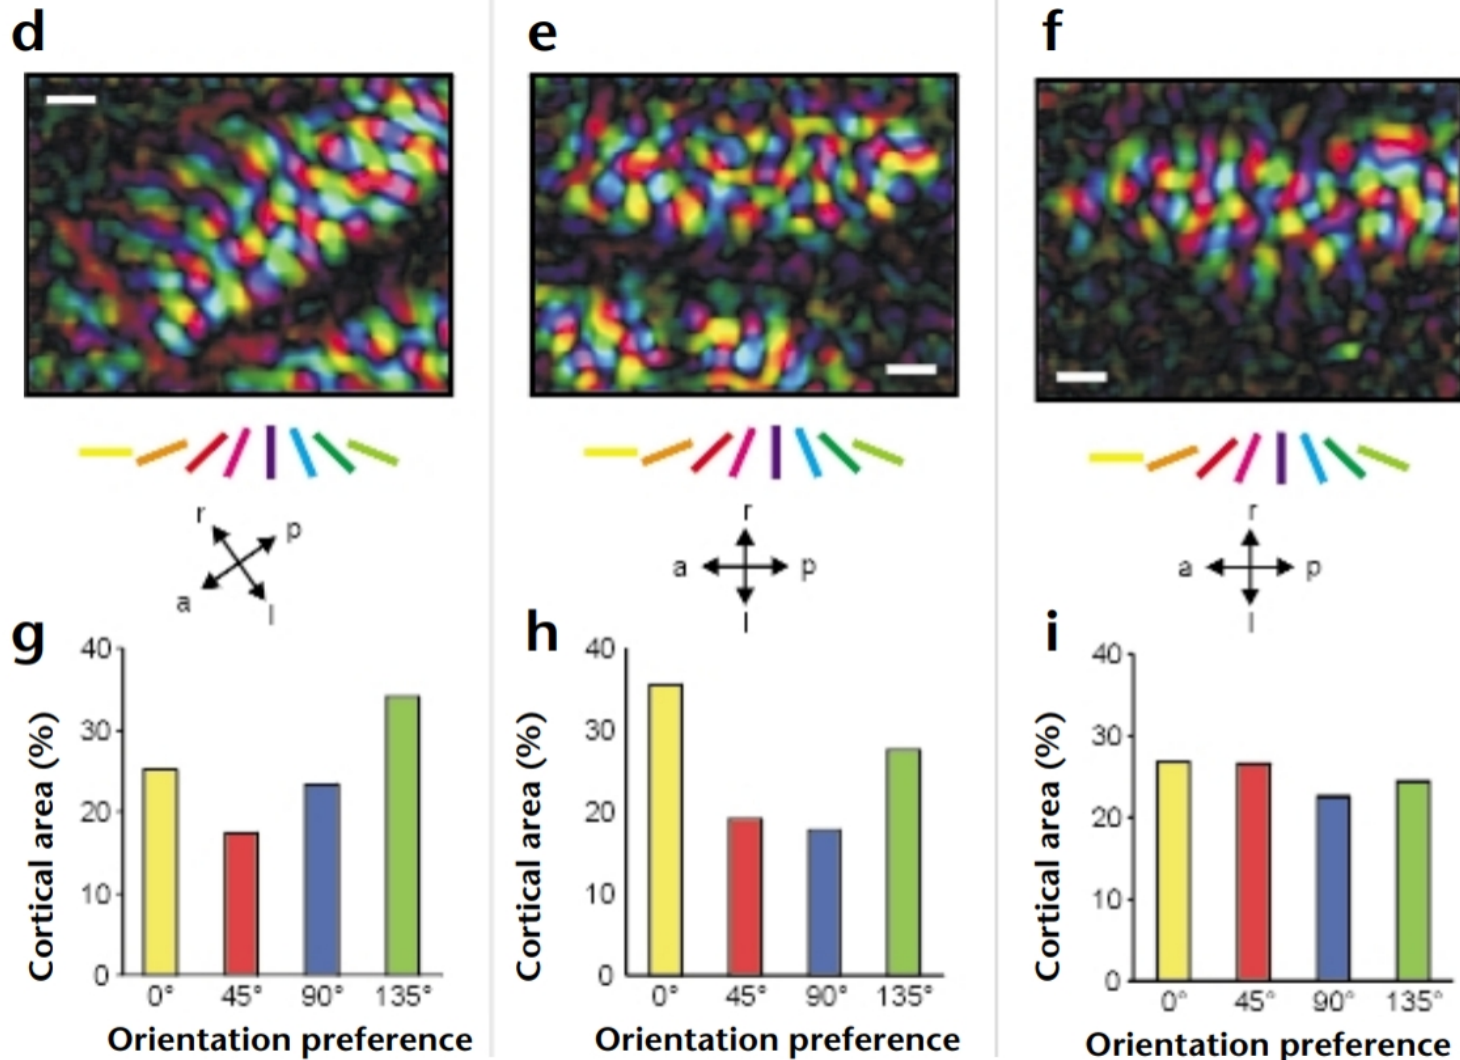 d
e
f
r
p
a
l
r
a
p
l
r
a
p
l
g
40
30
20
10
0
Cortical area (%)
0° 45° 90° 135°
Orientation preference
h
40
30
20
10
0
Cortical area (%)
0° 45° 90° 135°
Orientation preference
i
40
30
20
10
0
Cortical area (%)
0° 45° 90° 135°
Orientation preference